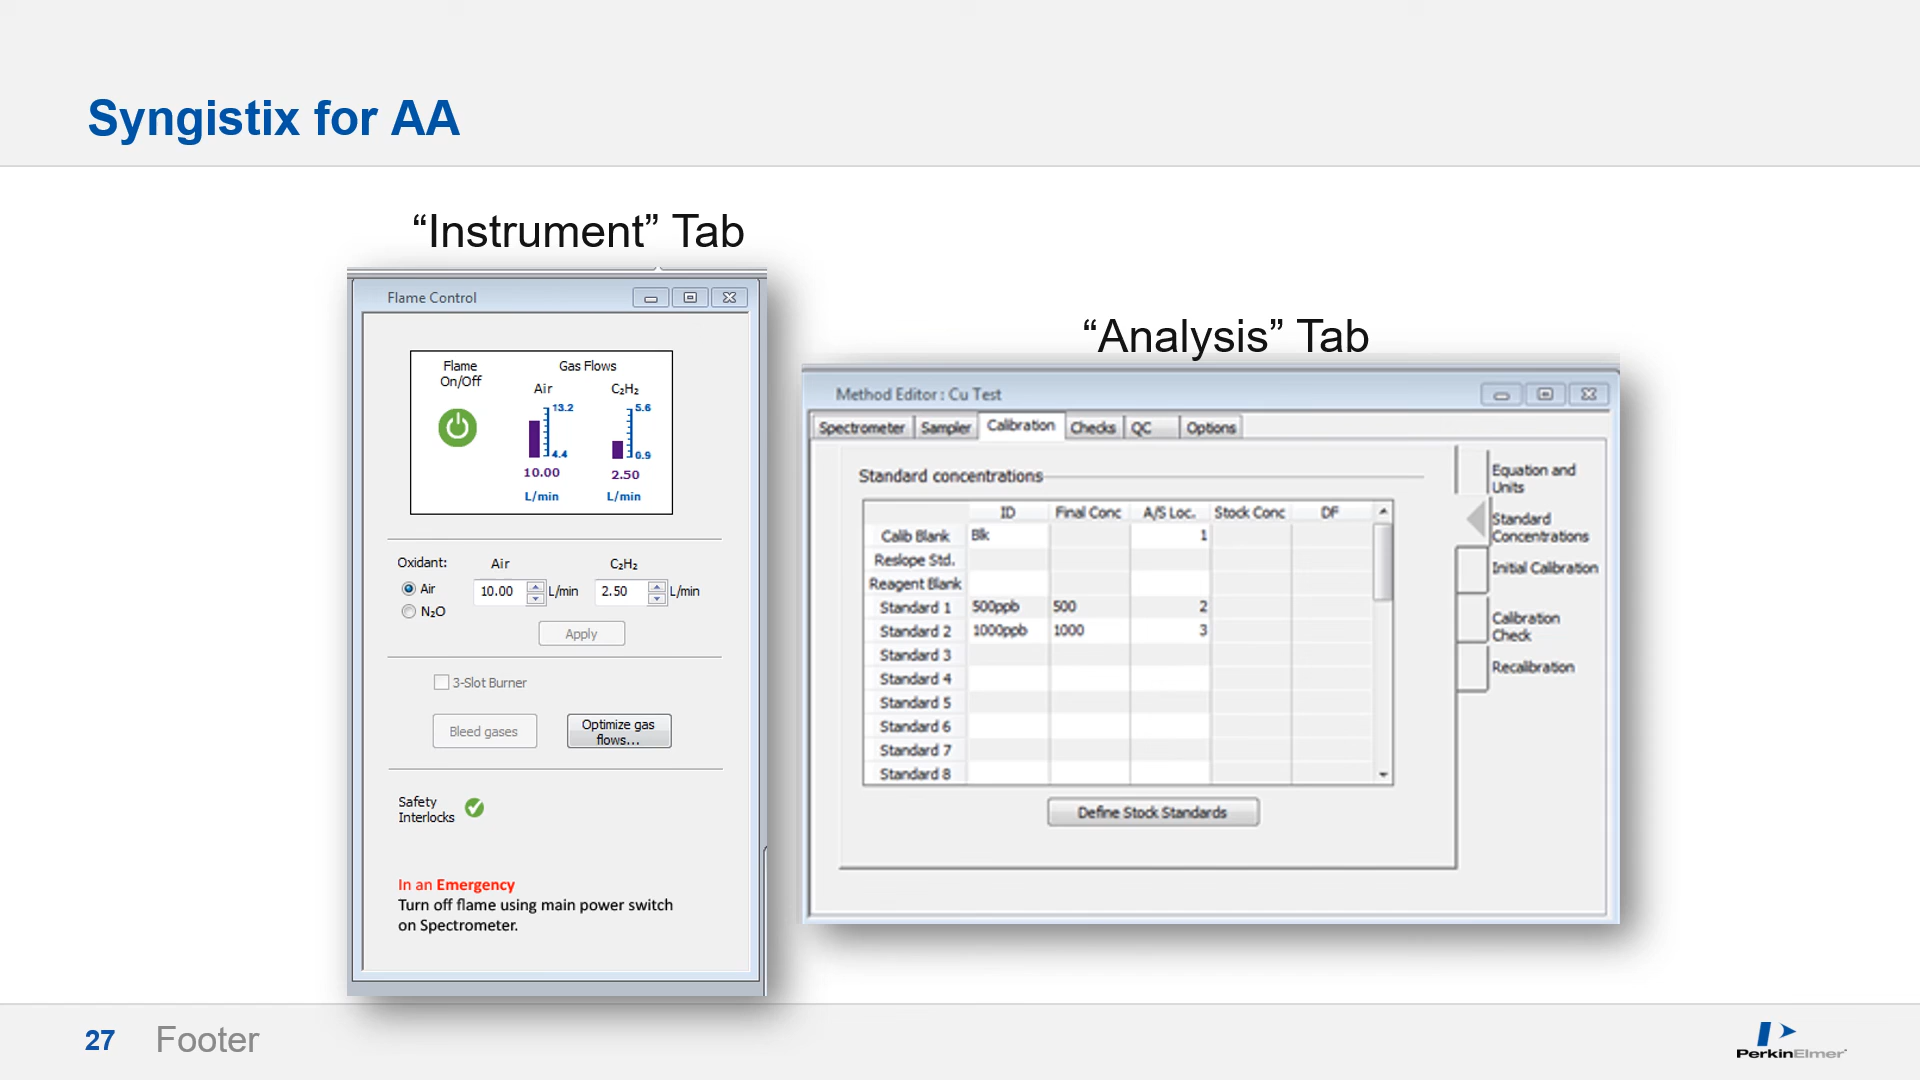 Syngistix for AA
“Instrument” Tab
Flame Control
Flame
On/Off
Gas Flows
Air
C₂H₂
13.2
4.4
5.6
0.9
10.00
2.50
L/min
L/min
Oxidant:
Air
C₂H₂
Air
10.00
L/min
2.50
L/min
N₂O
Apply
3-Slot Burner
Bleed gases
Optimize gas
flows...
Safety
Interlocks
In an Emergency
Turn off flame using main power switch
on Spectrometer.
“Analysis” Tab
Method Editor : Cu Test
Spectrometer Sampler Calibration Checks QC Options
Standard concentrations
ID Final Conc A/S Loc. Stock Conc DF
Calib Blank Blk 1
Reslope Std.
Reagent Blank
Standard 1 500ppb 500 2
Standard 2 1000ppb 1000 3
Standard 3
Standard 4
Standard 5
Standard 6
Standard 7
Standard 8
Define Stock Standards
Equation and
Units
Standard
Concentrations
Initial Calibration
Calibration
Check
Recalibration
27 Footer
PerkinElmer